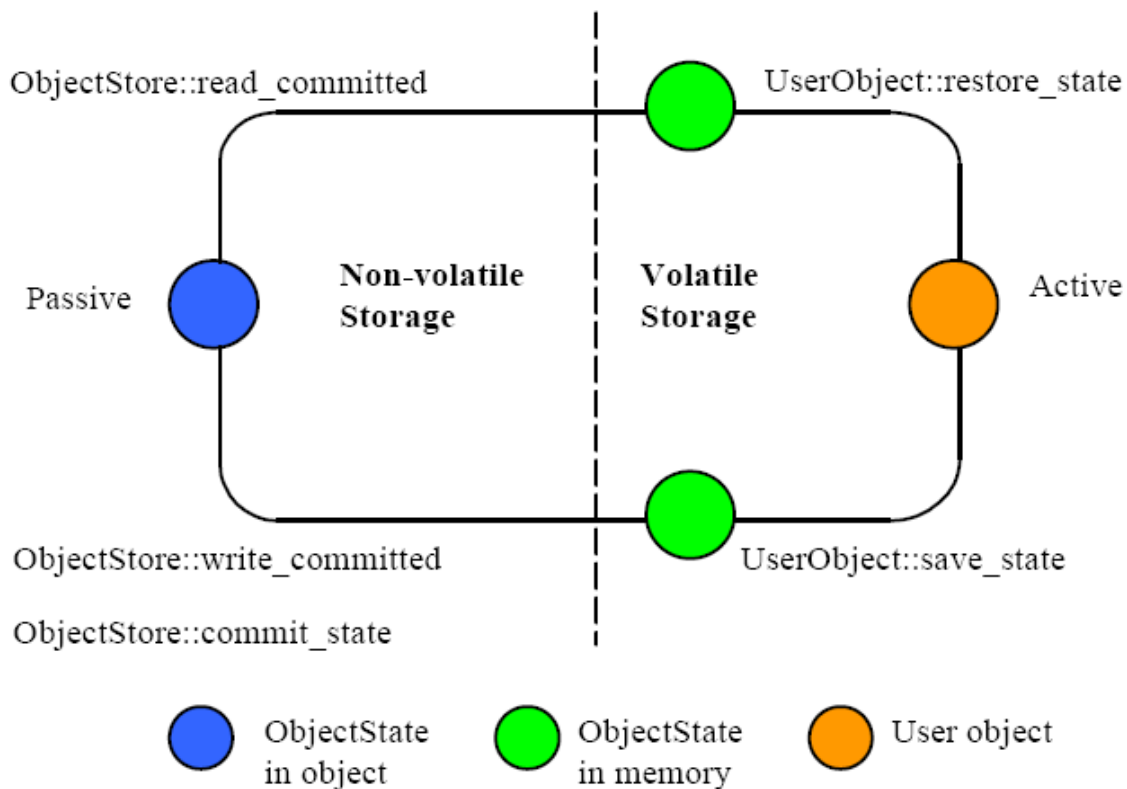 ObjectStore::read_committed
UserObject::restore_state
Passive
Non-volatile
Storage
Volatile
Storage
Active
ObjectStore::write_committed
UserObject::save_state
ObjectStore::commit_state
ObjectState
in object
ObjectState
in memory
User object